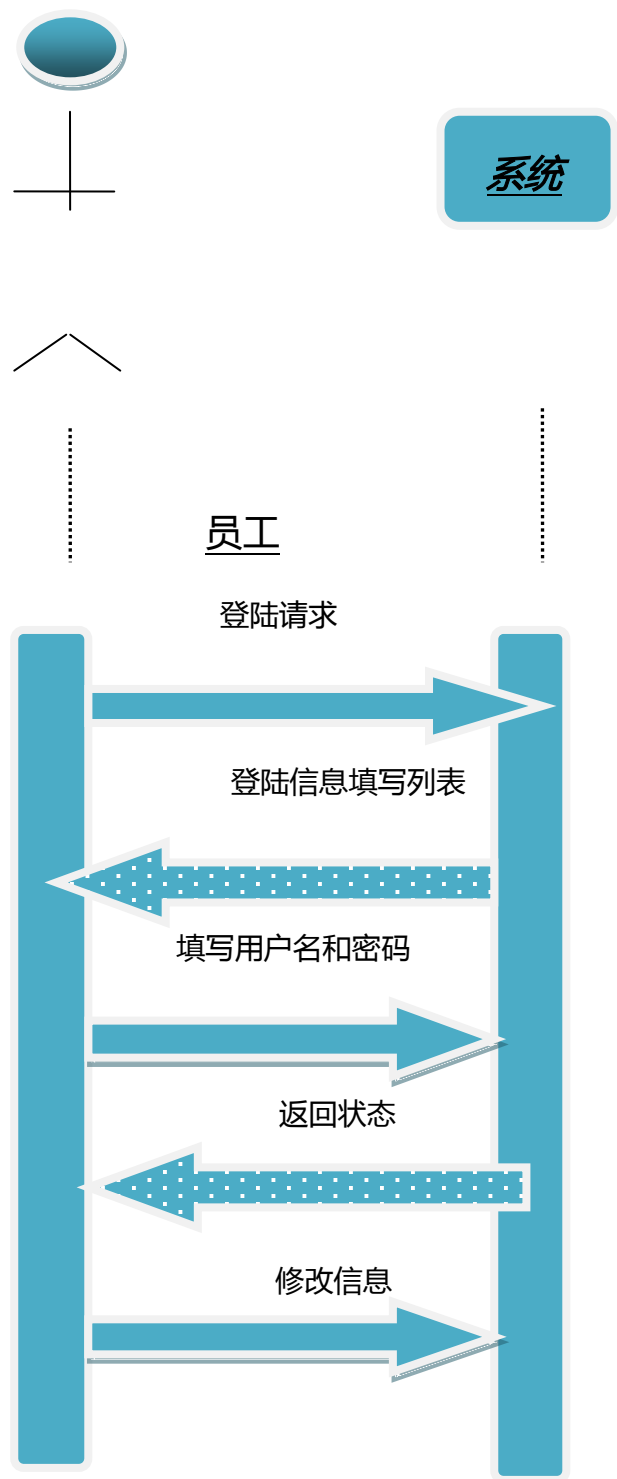 系统
员工
登陆请求
登陆信息填写列表
填写用户名和密码
返回状态
修改信息